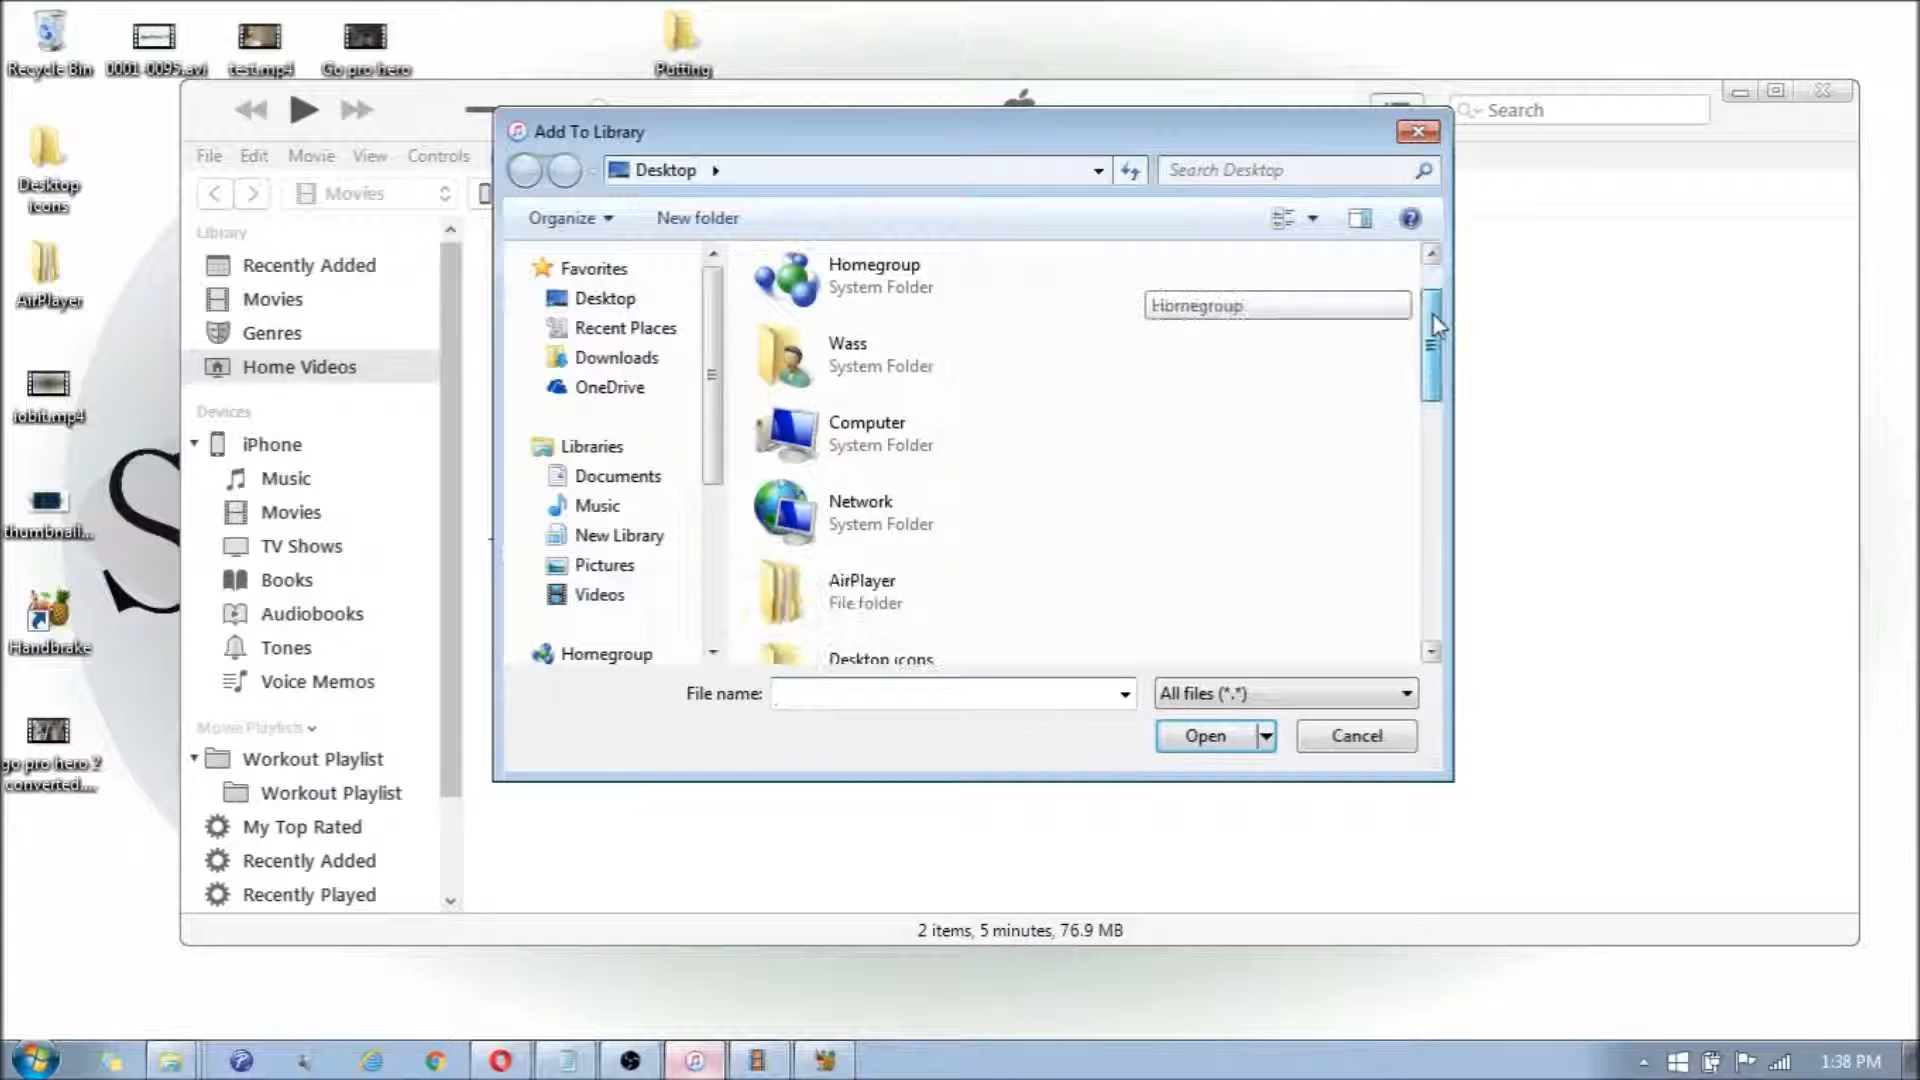 Recycle Bin
0001-0095.avi
test.mp4
Go pro hero
Putting
Desktop
icons
AirPlayer
iobit.mp4
thumbnail...
Handbrake
go pro hero 2
converted....
S
Search
File Edit Movie View Controls
Movies
Library
Recently Added
Movies
Genres
Home Videos
Devices
iPhone
Music
Movies
TV Shows
Books
Audiobooks
Tones
Voice Memos
Movie Playlists
Workout Playlist
Workout Playlist
My Top Rated
Recently Added
Recently Played
Add To Library
Desktop
Search Desktop
Organize
New folder
Favorites
Desktop
Recent Places
Downloads
OneDrive
Libraries
Documents
Music
New Library
Pictures
Videos
Homegroup
Homegroup
System Folder
Homegroup
Wass
System Folder
Computer
System Folder
Network
System Folder
AirPlayer
File folder
Desktop icons
File name:
All files (*.*)
Open
Cancel
2 items, 5 minutes, 76.9 MB
1:38 PM